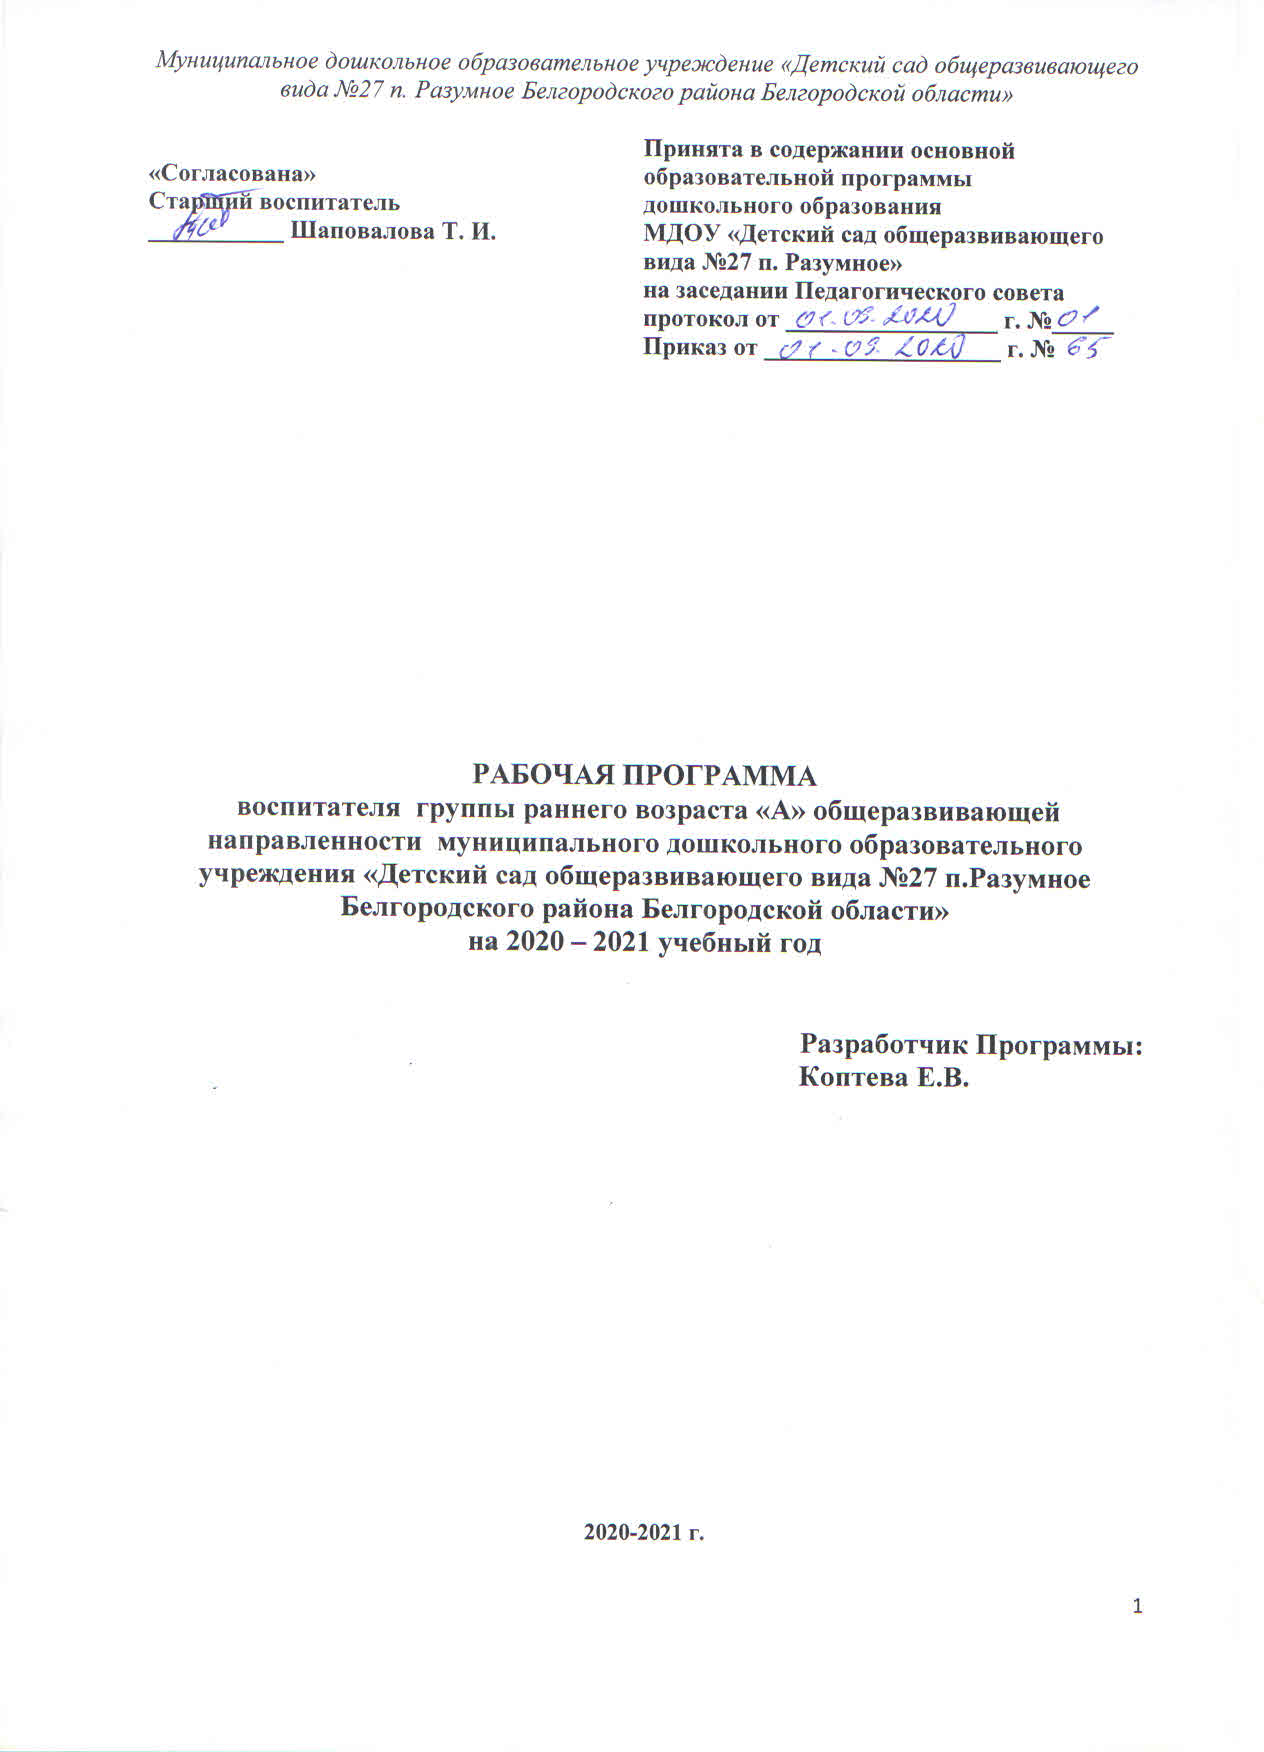 Муниципальное дошкольное образовательное учреждение «Детский сад общеразвивающего
вида №27 п. Разумное Белгородского района Белгородской области»
«Согласована»
Старший воспитатель
___________ Шаповалова Т. И.
Принята в содержании основной
образовательной программы
дошкольного образования
МДОУ «Детский сад общеразвивающего
вида №27 п. Разумное»
на заседании Педагогического совета
протокол от 01.09.2020 г. № 01
Приказ от 01.09.2020 г. № 65
РАБОЧАЯ ПРОГРАММА
воспитателя группы раннего возраста «А» общеразвивающей
направленности муниципального дошкольного образовательного
учреждения «Детский сад общеразвивающего вида №27 п.Разумное
Белгородского района Белгородской области»
на 2020 – 2021 учебный год
Разработчик Программы:
Коптева Е.В.
2020-2021 г.
1